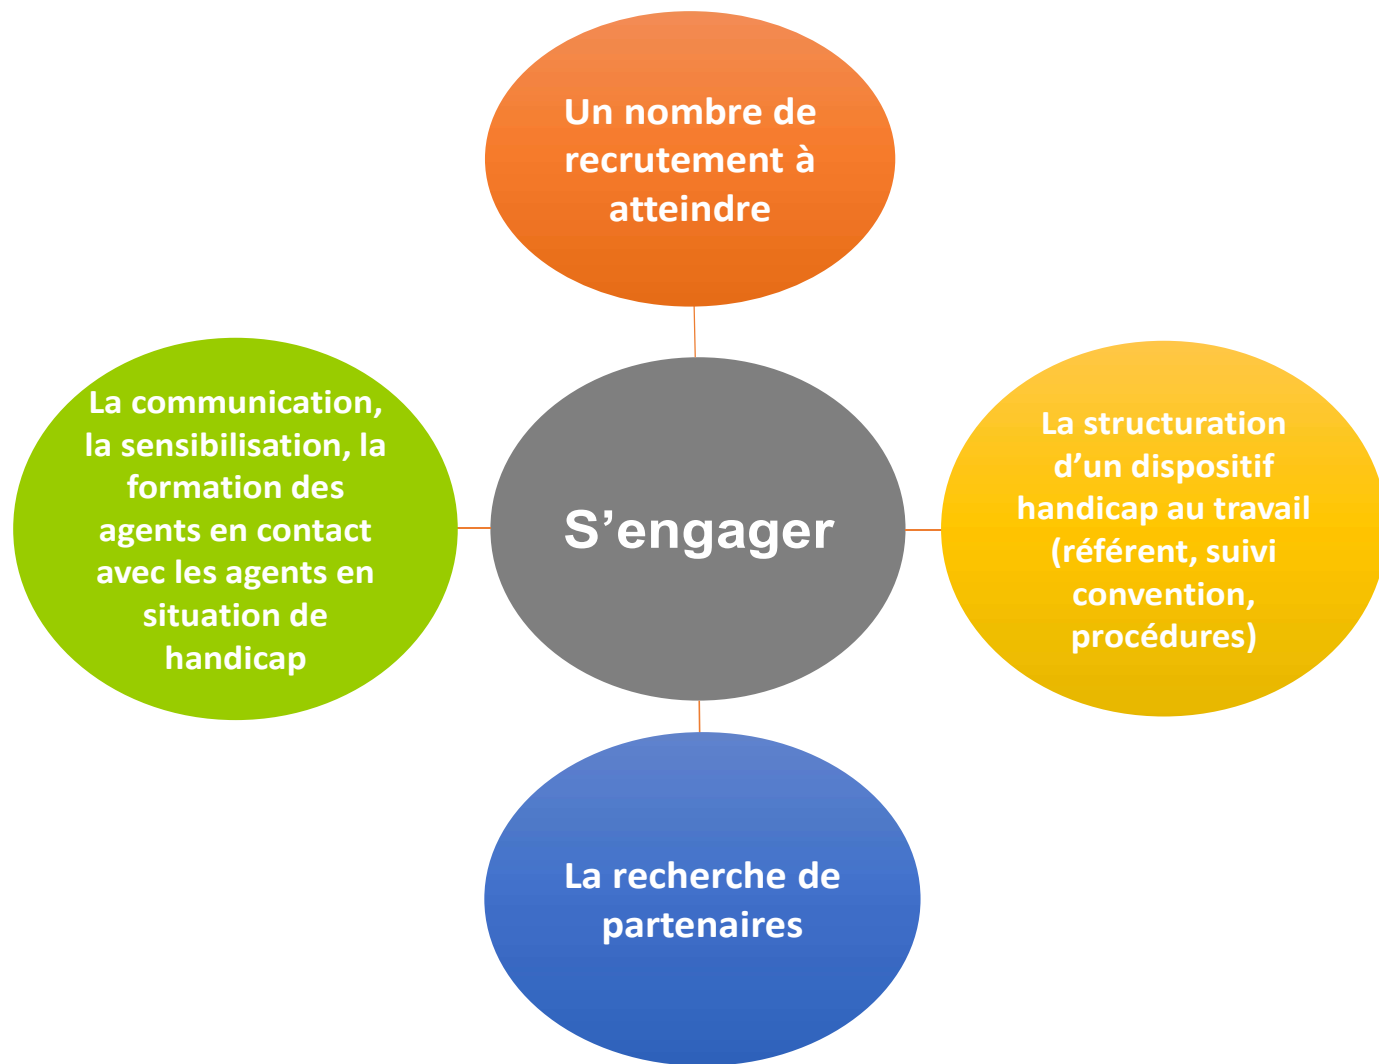 Un nombre de
recrutement à
atteindre
La communication,
la sensibilisation, la
formation des
agents en contact
avec les agents en
situation de
handicap
S’engager
La structuration
d’un dispositif
handicap au travail
(référent, suivi
convention,
procédures)
La recherche de
partenaires